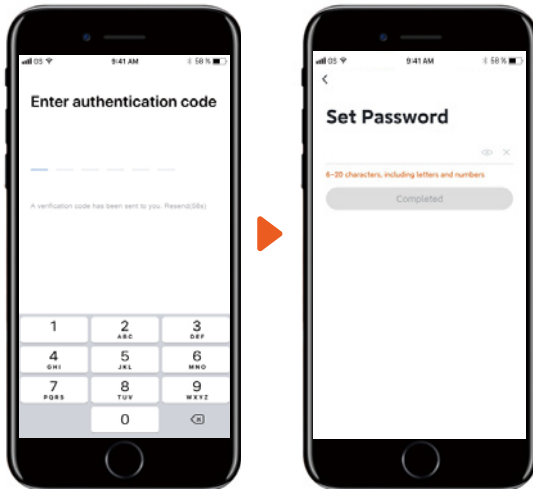 05
9:41 AM
58 %
Enter authentication code
A verification code has been sent to you. Resend(58s)
1
2
ABC
3
DEF
4
GHI
5
JKL
6
MNO
7
PQRS
8
TUV
9
WXYZ
0
05
9:41 AM
58 %
Set Password
6-20 characters, including letters and numbers
Completed